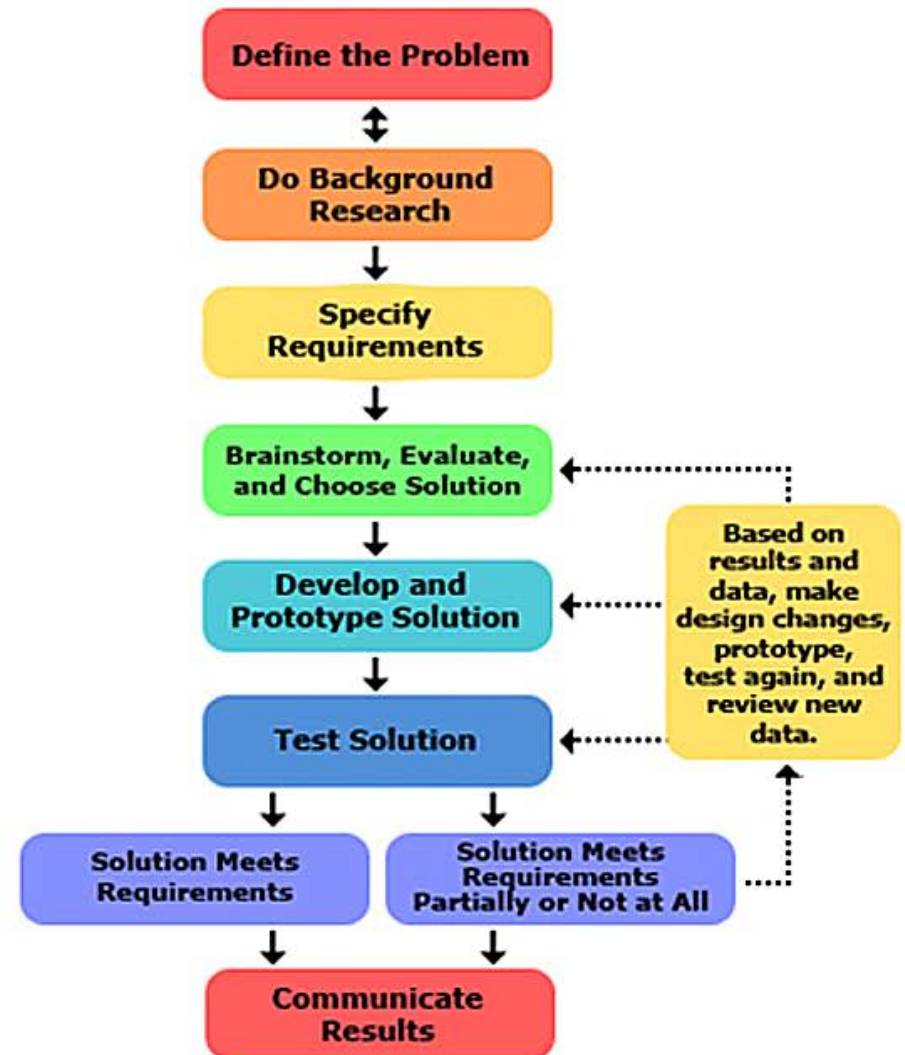 Define the Problem
Do Background
Research
Specify
Requirements
Brainstorm, Evaluate,
and Choose Solution
Develop and
Prototype Solution
Based on
results and
data, make
design changes,
prototype,
test again, and
review new
data.
Test Solution
Solution Meets
Requirements
Solution Meets
Requirements
Partially or Not at All
Communicate
Results